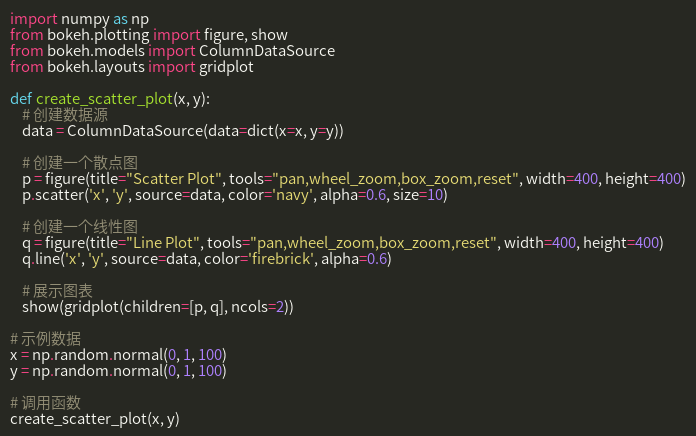 import numpy as np
from bokeh.plotting import figure, show
from bokeh.models import ColumnDataSource
from bokeh.layouts import gridplot
def create_scatter_plot(x, y):
# 创建数据源
data = ColumnDataSource(data=dict(x=x, y=y))
# 创建一个散点图
p = figure(title="Scatter Plot", tools="pan,wheel_zoom,box_zoom,reset", width=400, height=400)
p.scatter('x', 'y', source=data, color='navy', alpha=0.6, size=10)
# 创建一个线性图
q = figure(title="Line Plot", tools="pan,wheel_zoom,box_zoom,reset", width=400, height=400)
q.line('x', 'y', source=data, color='firebrick', alpha=0.6)
# 展示图表
show(gridplot(children=[p, q], ncols=2))
# 示例数据
x = np.random.normal(0, 1, 100)
y = np.random.normal(0, 1, 100)
# 调用函数
create_scatter_plot(x, y)